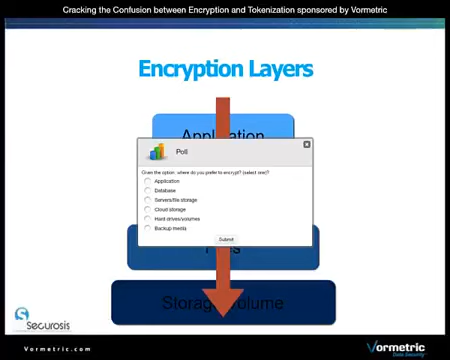 Cracking the Confusion between Encryption and Tokenization sponsored by Vormetric
Encryption Layers
Application
Poll
Given the option, where do you prefer to encrypt? (select one)?
Application
Database
Servers/file storage
Cloud storage
Hard drives/volumes
Backup media
Submit
Storage/Volume
Securosis
Vormetric.com
Vormetric
Data Security